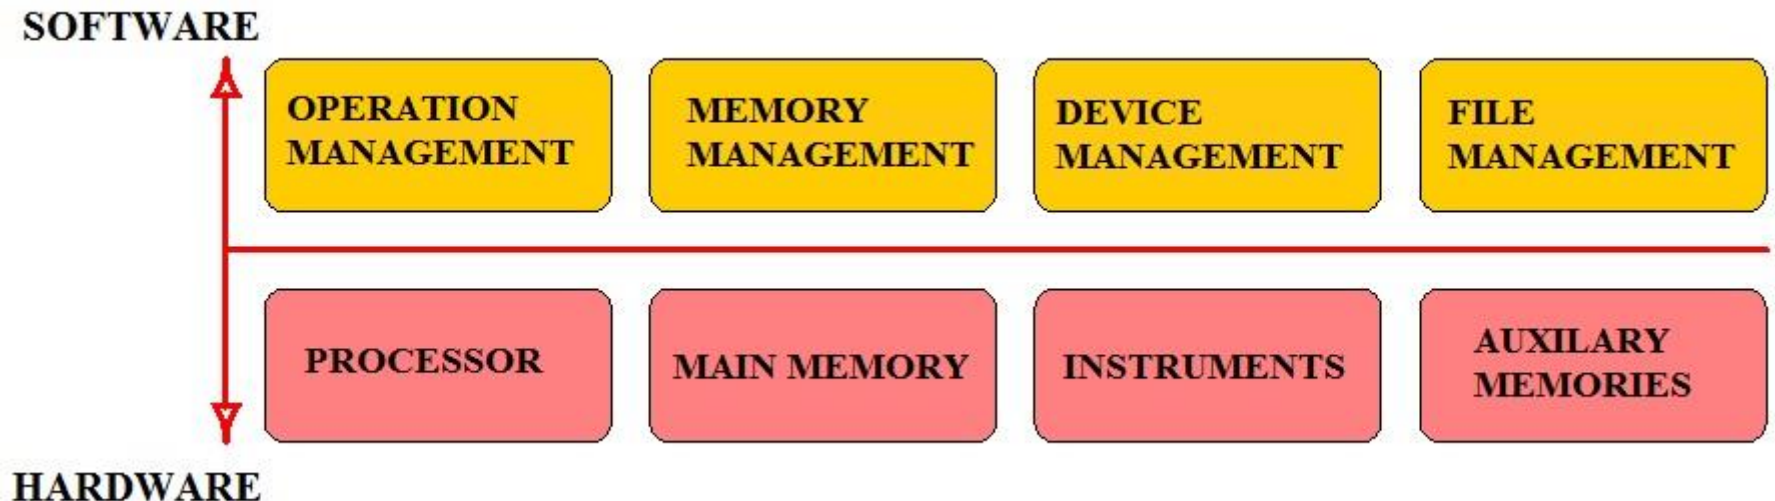 SOFTWARE
OPERATION
MANAGEMENT
MEMORY
MANAGEMENT
DEVICE
MANAGEMENT
FILE
MANAGEMENT
PROCESSOR
MAIN MEMORY
INSTRUMENTS
AUXILARY
MEMORIES
HARDWARE